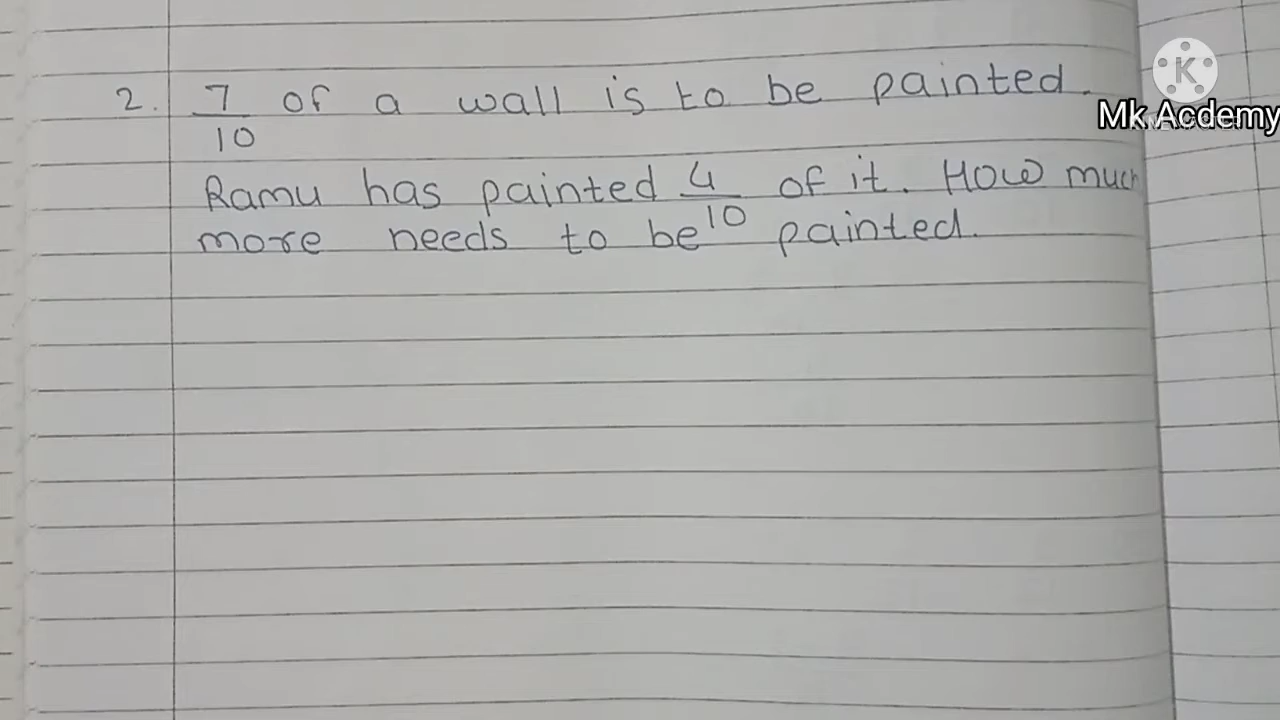 2. 7/10 of a wall is to be painted.
Ramu has painted 4/10 of it. How much
more needs to be painted.
K
Mk Acdemy